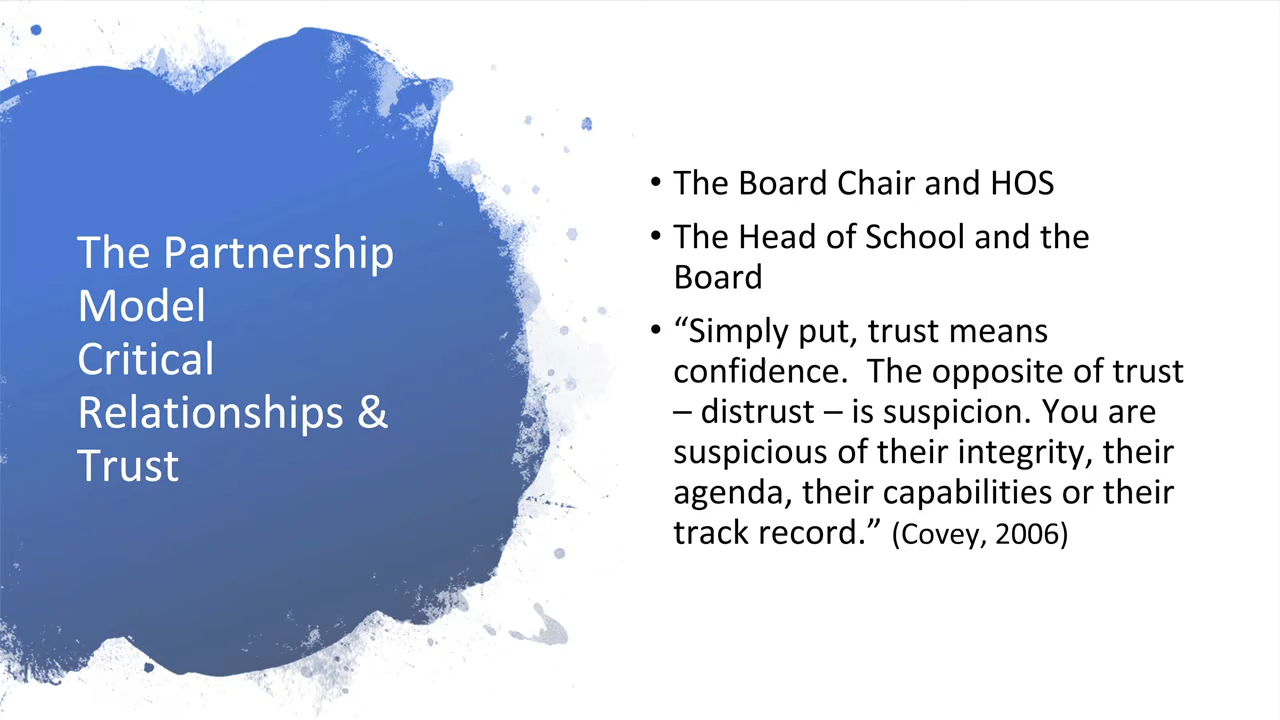 The Partnership
Model
Critical
Relationships &
Trust
• The Board Chair and HOS
• The Head of School and the
Board
• “Simply put, trust means
confidence.  The opposite of trust
– distrust – is suspicion. You are
suspicious of their integrity, their
agenda, their capabilities or their
track record.” (Covey, 2006)